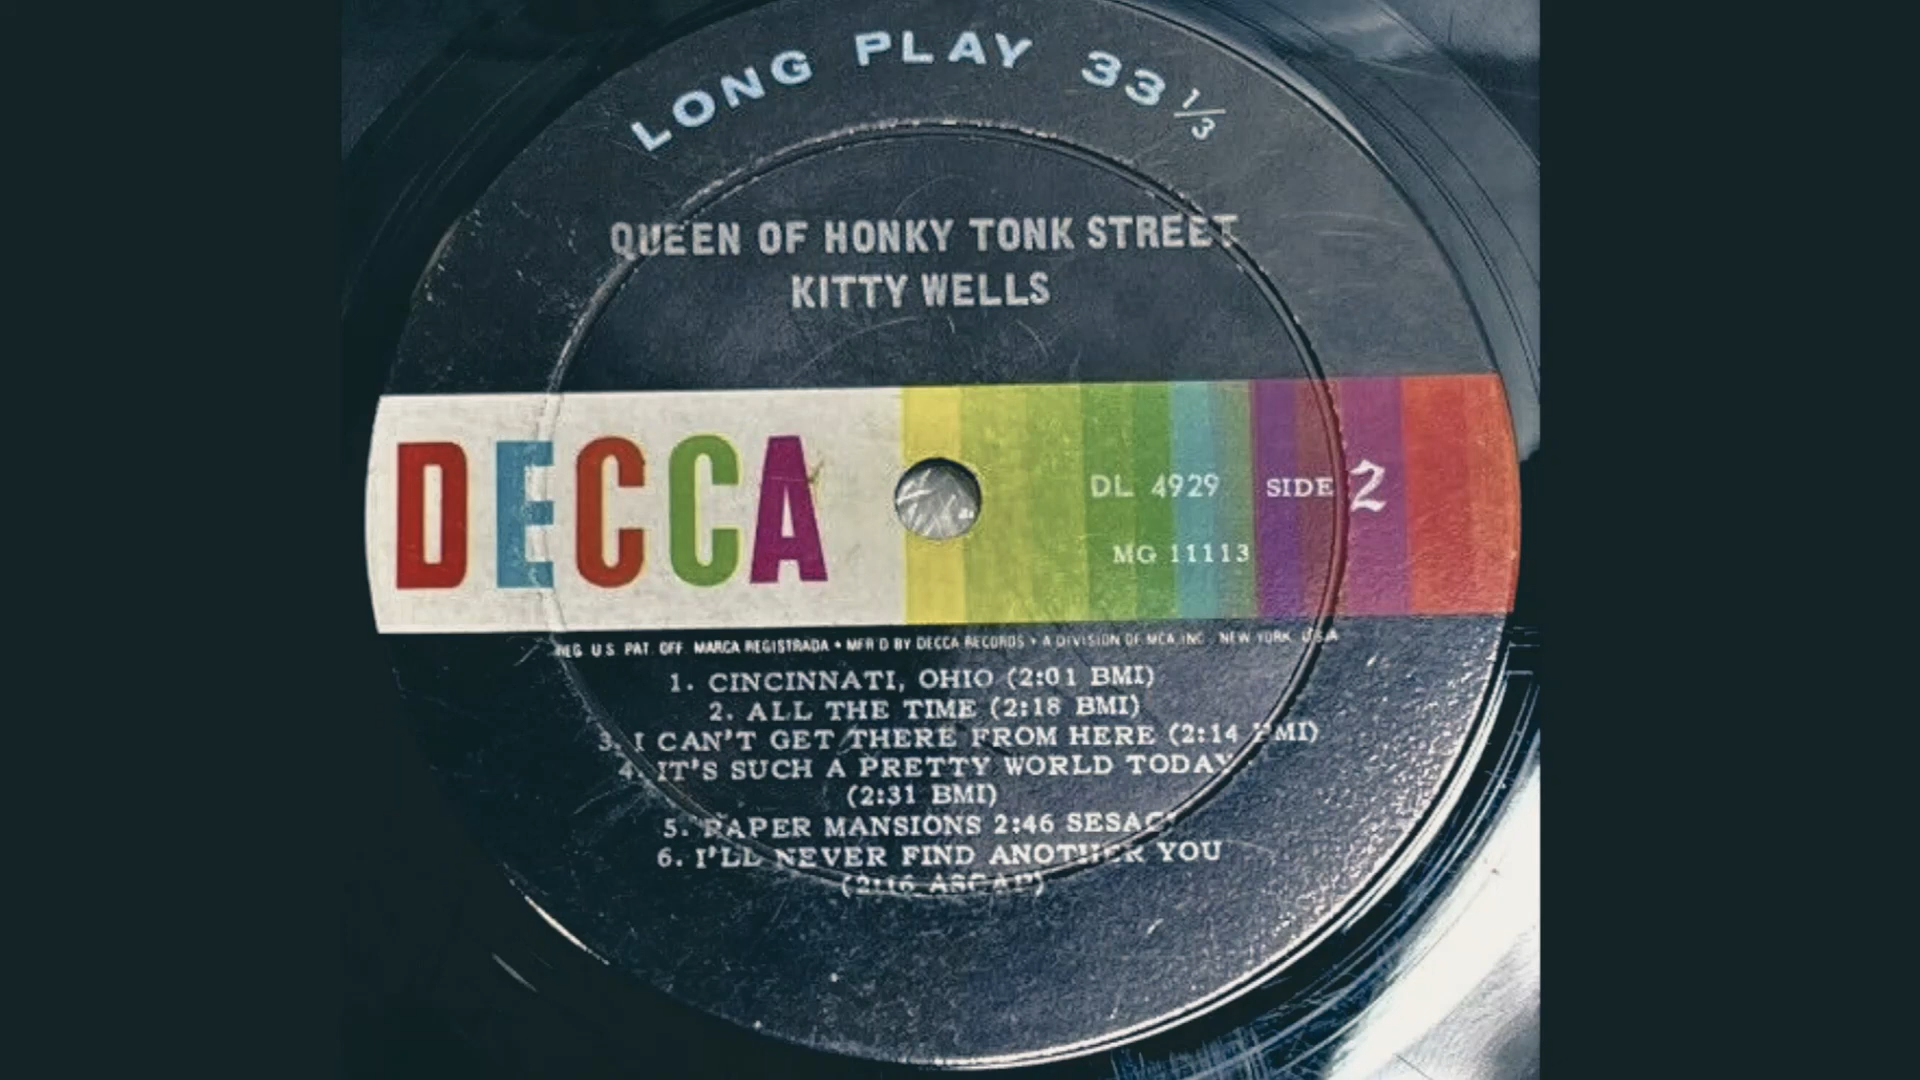 LONG PLAY 33 1/3
QUEEN OF HONKY TONK STREET
KITTY WELLS
DECCA
DL 4929 SIDE 2
MG 11113
REG. U.S. PAT. OFF. MARCA REGISTRADA • MFR'D BY DECCA RECORDS • A DIVISION OF MCA INC. NEW YORK U.S.A
1. CINCINNATI, OHIO (2:01 BMI)
2. ALL THE TIME (2:18 BMI)
3. I CAN'T GET THERE FROM HERE (2:14 BMI)
4. IT'S SUCH A PRETTY WORLD TODAY
(2:31 BMI)
5. PAPER MANSIONS 2:46 SESAC
6. I'LL NEVER FIND ANOTHER YOU
(2:16 ASCAP)